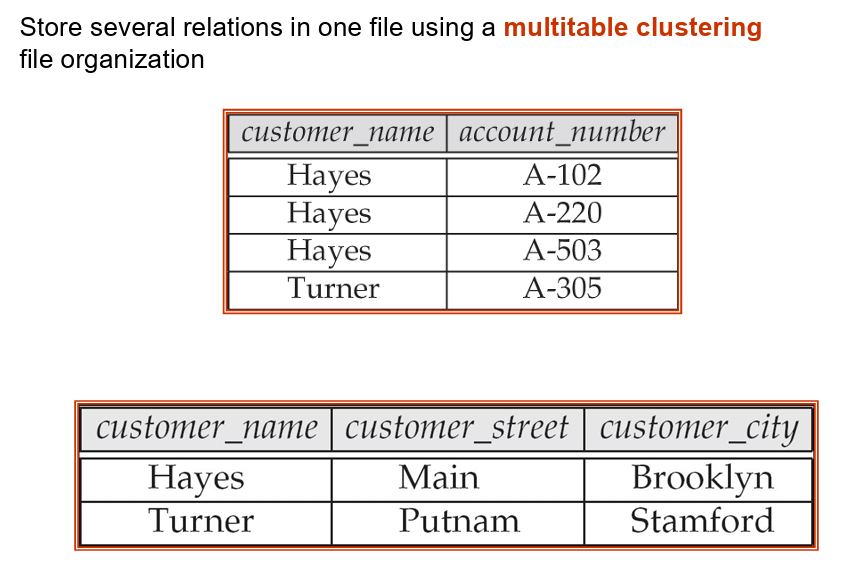 Store several relations in one file using a multitable clustering
file organization
customer_name account_number
Hayes A-102
Hayes A-220
Hayes A-503
Turner A-305
customer_name customer_street customer_city
Hayes Main Brooklyn
Turner Putnam Stamford